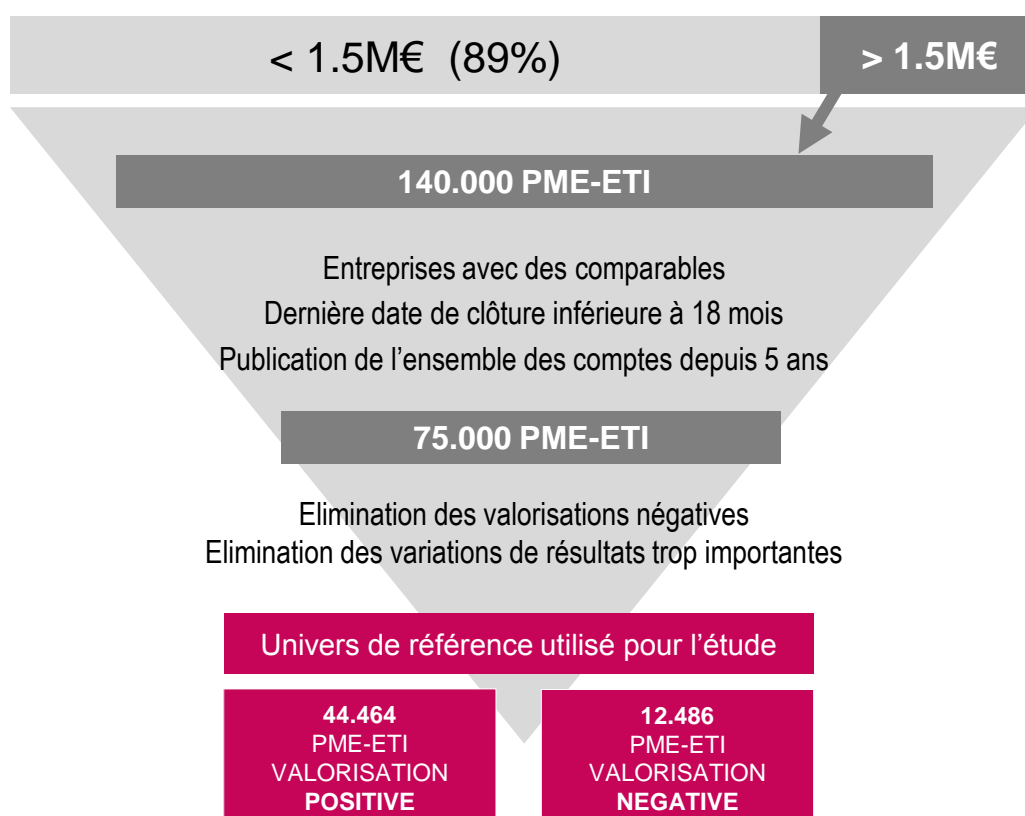 < 1.5M€ (89%)
> 1.5M€
140.000 PME-ETI
Entreprises avec des comparables
Dernière date de clôture inférieure à 18 mois
Publication de l’ensemble des comptes depuis 5 ans
75.000 PME-ETI
Elimination des valorisations négatives
Elimination des variations de résultats trop importantes
Univers de référence utilisé pour l’étude
44.464
PME-ETI
VALORISATION
POSITIVE
12.486
PME-ETI
VALORISATION
NEGATIVE